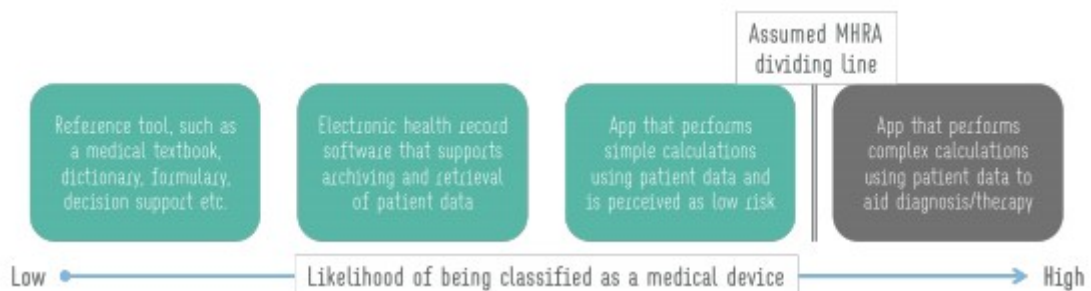 Assumed MHRA
dividing line
Reference tool, such as
a medical textbook,
dictionary, formulary,
decision support etc.
Electronic health record
software that supports
archiving and retrieval
of patient data
App that performs
simple calculations
using patient data and
is perceived as low risk
App that performs
complex calculations
using patient data to
aid diagnosis/therapy
Low
Likelihood of being classified as a medical device
High